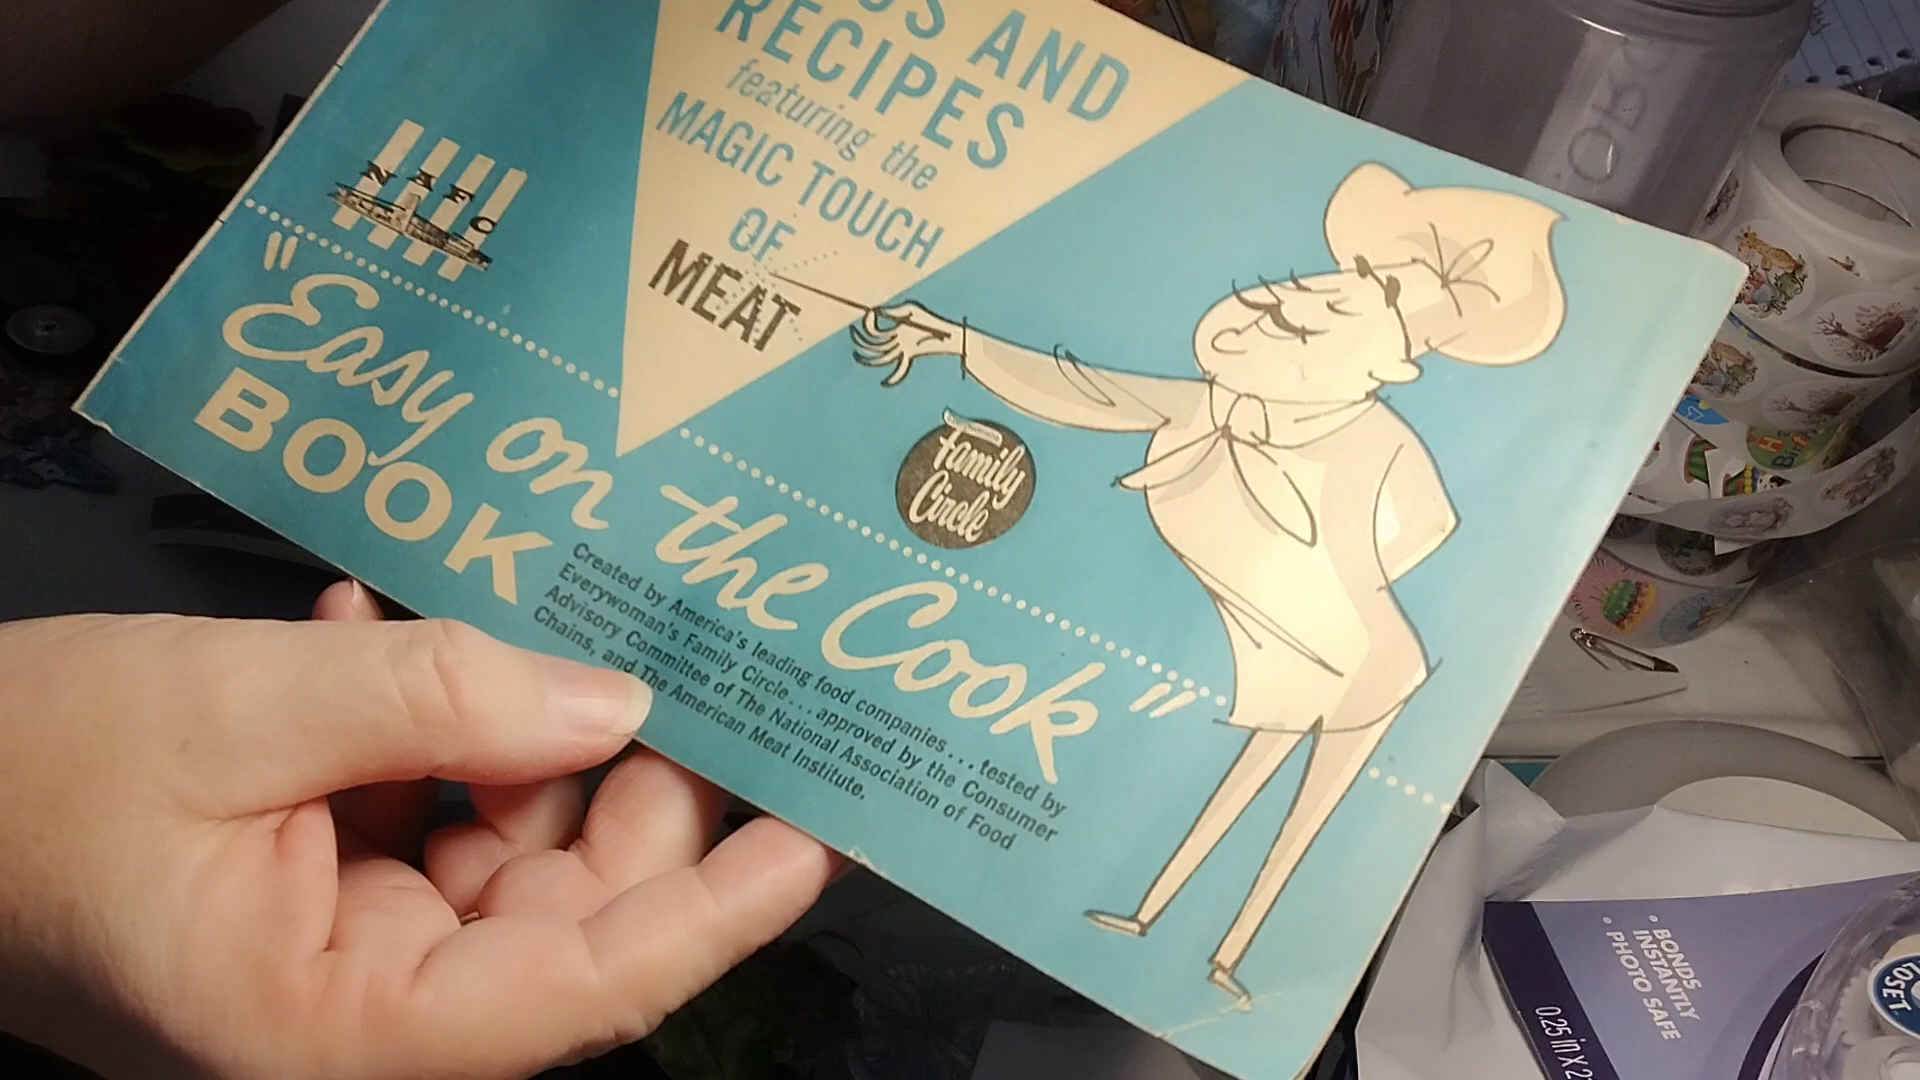 AND
RECIPES
featuring the
MAGIC TOUCH
OF
MEAT
NAFC
"Easy on the Cook"
BOOK
Family
Circle
Created by America's leading food companies...tested by
Everywoman's Family Circle...approved by the Consumer
Advisory Committee of The National Association of Food
Chains, and The American Meat Institute.
• BONDS
INSTANTLY
• PHOTO SAFE
0.25 in X